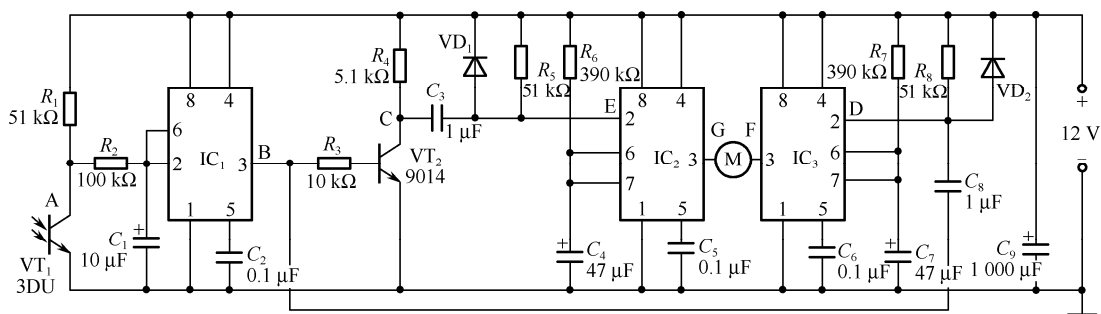 R₁
51 kΩ
R₂
100 kΩ
A
VT₁
3DU
C₁
10 μF
+
8
4
6
2
IC₁
3
1
5
B
C₂
0.1 μF
R₃
10 kΩ
R₄
5.1 kΩ
C
VT₂
9014
C₃
1 μF
VD₁
R₅
51 kΩ
R₆
390 kΩ
E
8
4
2
6
IC₂
3
7
1
5
+
C₄
47 μF
C₅
0.1 μF
G
M
F
8
4
2
3
IC₃
6
7
1
5
D
C₆
0.1 μF
R₇
390 kΩ
R₈
51 kΩ
VD₂
+
C₇
47 μF
C₈
1 μF
+
C₉
1 000 μF
+
12 V
−